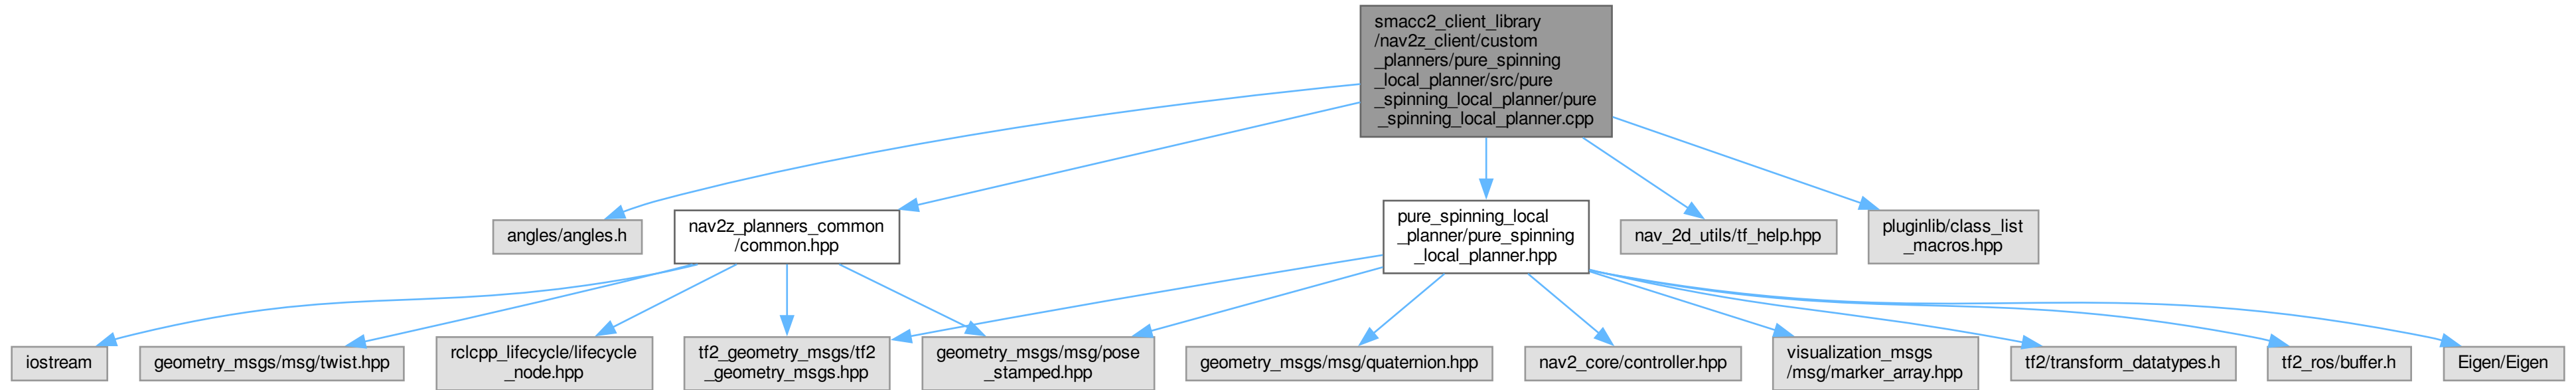 smacc2_client_library
/nav2z_client/custom
_planners/pure_spinning
_local_planner/src/pure
_spinning_local_planner/pure
_spinning_local_planner.cpp
angles/angles.h
nav2z_planners_common
/common.hpp
pure_spinning_local
_planner/pure_spinning
_local_planner.hpp
nav_2d_utils/tf_help.hpp
pluginlib/class_list
_macros.hpp
iostream
geometry_msgs/msg/twist.hpp
rclcpp_lifecycle/lifecycle
_node.hpp
tf2_geometry_msgs/tf2
_geometry_msgs.hpp
geometry_msgs/msg/pose
_stamped.hpp
geometry_msgs/msg/quaternion.hpp
nav2_core/controller.hpp
visualization_msgs
/msg/marker_array.hpp
tf2/transform_datatypes.h
tf2_ros/buffer.h
Eigen/Eigen